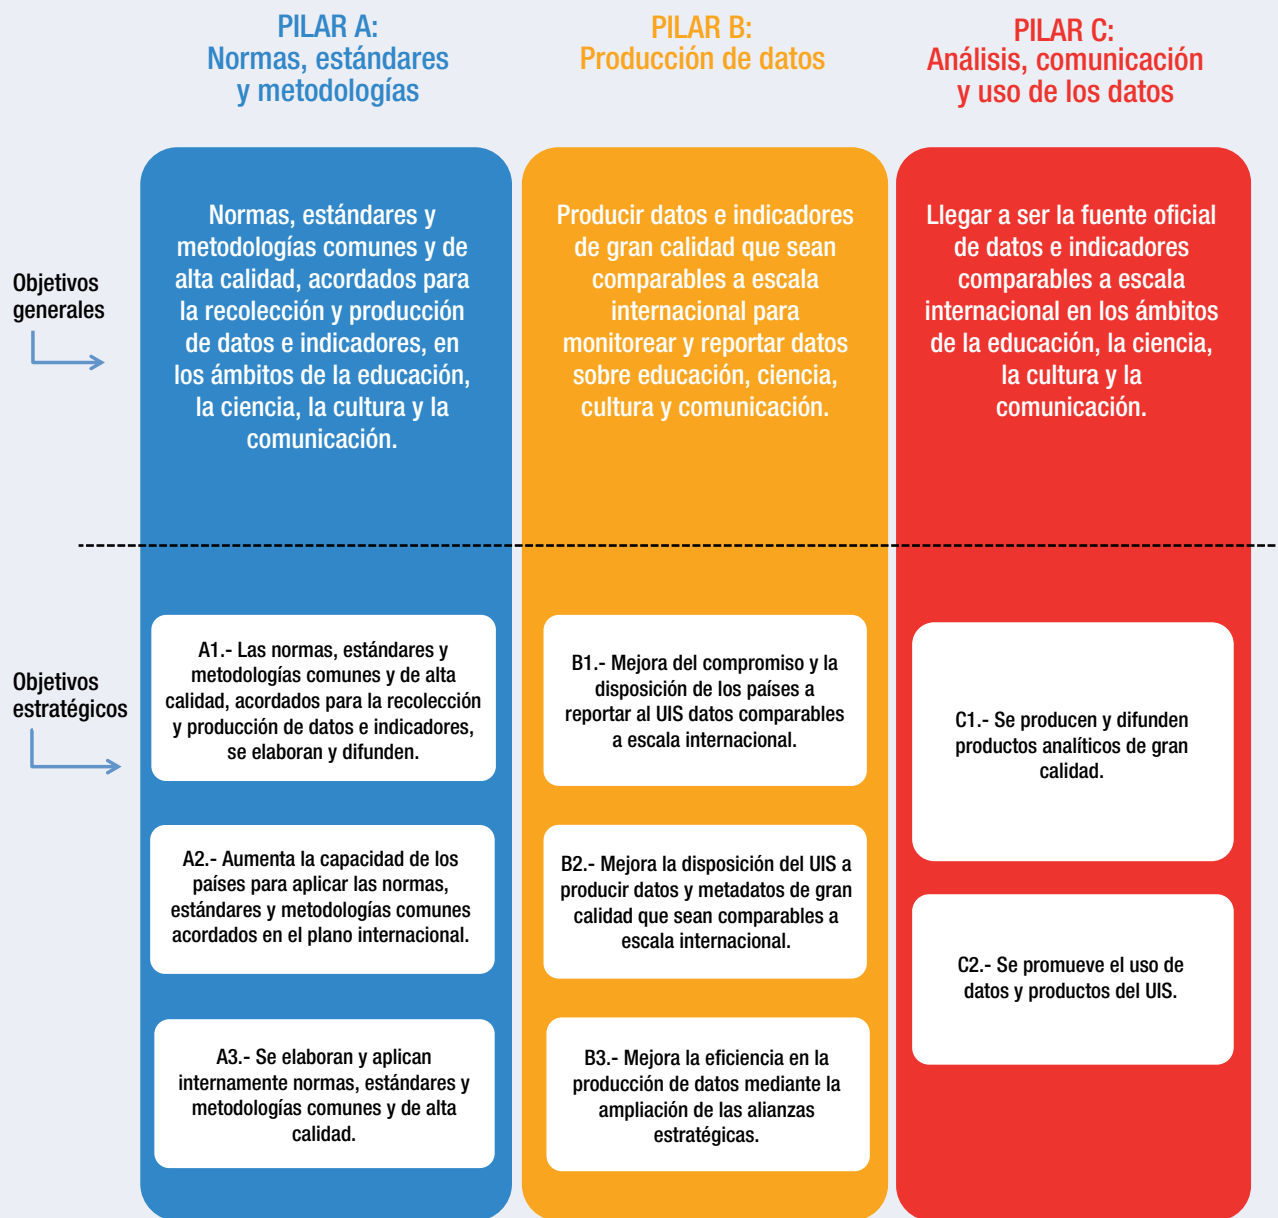 PILAR A:
Normas, estándares
y metodologías
PILAR B:
Producción de datos
PILAR C:
Análisis, comunicación
y uso de los datos
Objetivos
generales
Normas, estándares y
metodologías comunes y de
alta calidad, acordados para
la recolección y producción
de datos e indicadores, en
los ámbitos de la educación,
la ciencia, la cultura y la
comunicación.
Producir datos e indicadores
de gran calidad que sean
comparables a escala
internacional para
monitorear y reportar datos
sobre educación, ciencia,
cultura y comunicación.
Llegar a ser la fuente oficial
de datos e indicadores
comparables a escala
internacional en los ámbitos
de la educación, la ciencia,
la cultura y la
comunicación.
Objetivos
estratégicos
A1.- Las normas, estándares y
metodologías comunes y de alta
calidad, acordados para la recolección
y producción de datos e indicadores,
se elaboran y difunden.
A2.- Aumenta la capacidad de los
países para aplicar las normas,
estándares y metodologías comunes
acordados en el plano internacional.
A3.- Se elaboran y aplican
internamente normas, estándares y
metodologías comunes y de alta
calidad.
B1.- Mejora del compromiso y la
disposición de los países a
reportar al UIS datos comparables
a escala internacional.
B2.- Mejora la disposición del UIS a
producir datos y metadatos de gran
calidad que sean comparables a
escala internacional.
B3.- Mejora la eficiencia en la
producción de datos mediante la
ampliación de las alianzas
estratégicas.
C1.- Se producen y difunden
productos analíticos de gran
calidad.
C2.- Se promueve el uso de
datos y productos del UIS.